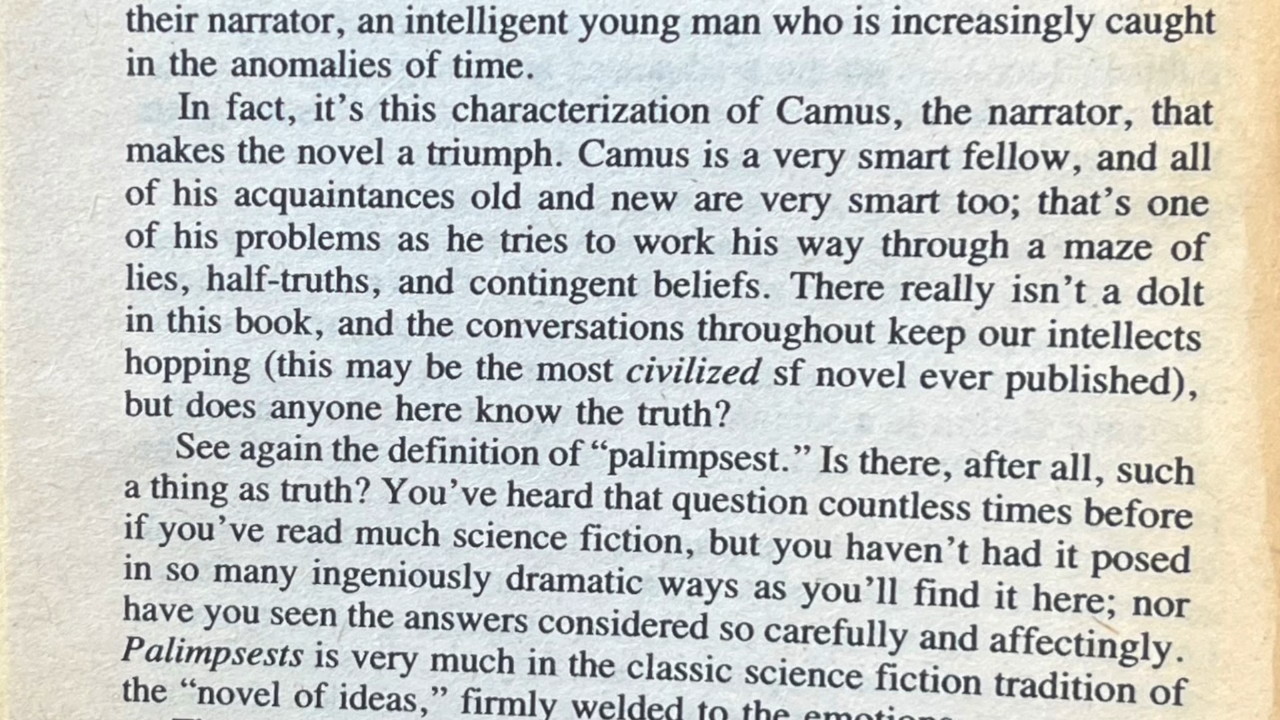 their narrator, an intelligent young man who is increasingly caught
in the anomalies of time.
In fact, it's this characterization of Camus, the narrator, that
makes the novel a triumph. Camus is a very smart fellow, and all
of his acquaintances old and new are very smart too; that's one
of his problems as he tries to work his way through a maze of
lies, half-truths, and contingent beliefs. There really isn't a dolt
in this book, and the conversations throughout keep our intellects
hopping (this may be the most civilized sf novel ever published),
but does anyone here know the truth?
See again the definition of “palimpsest.” Is there, after all, such
a thing as truth? You've heard that question countless times before
if you've read much science fiction, but you haven't had it posed
in so many ingeniously dramatic ways as you'll find it here; nor
have you seen the answers considered so carefully and affectingly.
Palimpsests is very much in the classic science fiction tradition of
the “novel of ideas,” firmly welded to the emotions